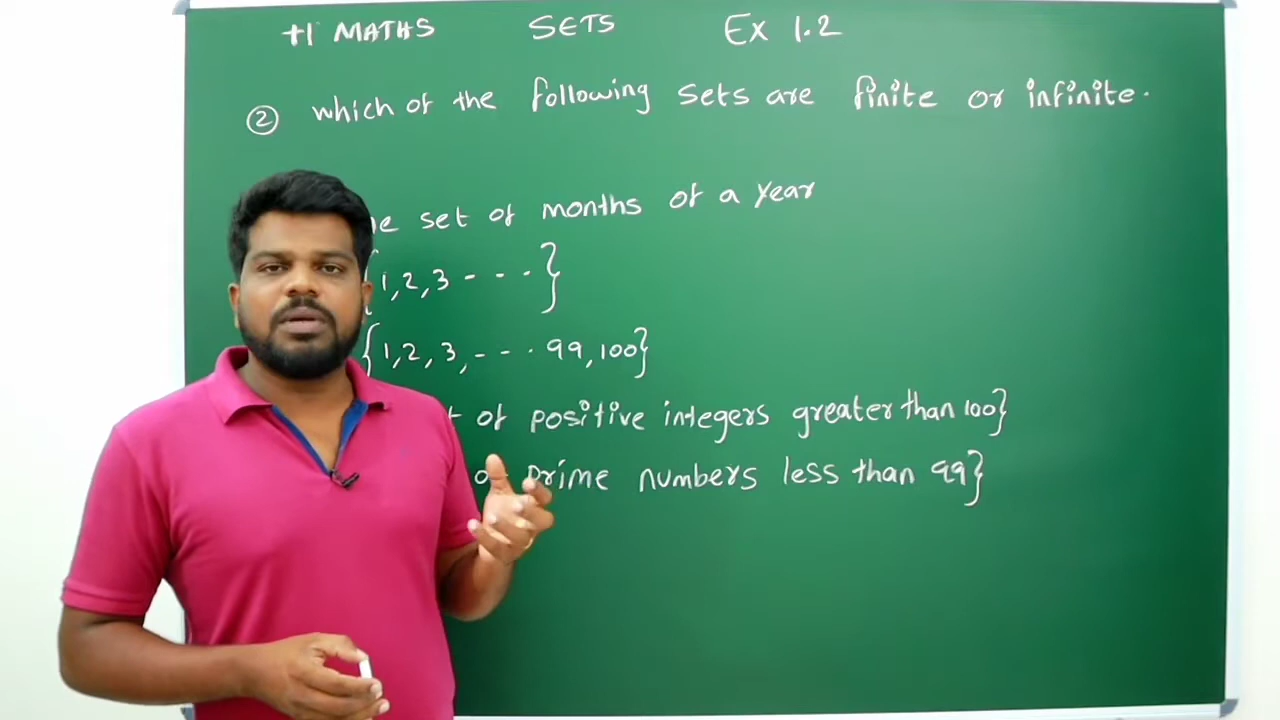 +1 MATHS SETS Ex 1.2
② which of the following sets are finite or infinite.
set of months of a year
{1,2,3 - - - }
{1,2,3,--- 99,100}
of positive integers greater than 100}
prime numbers less than 99}